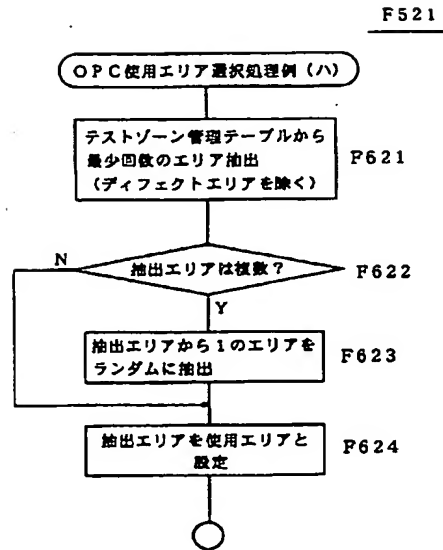 F521
OPC使用エリア選択処理例(ハ)
テストゾーン管理テーブルから
最少回数のエリア抽出
(ディフェクトエリアを除く)
F621
抽出エリアは複数?
F622
N
Y
抽出エリアから1のエリアを
ランダムに抽出
F623
抽出エリアを使用エリアと
設定
F624